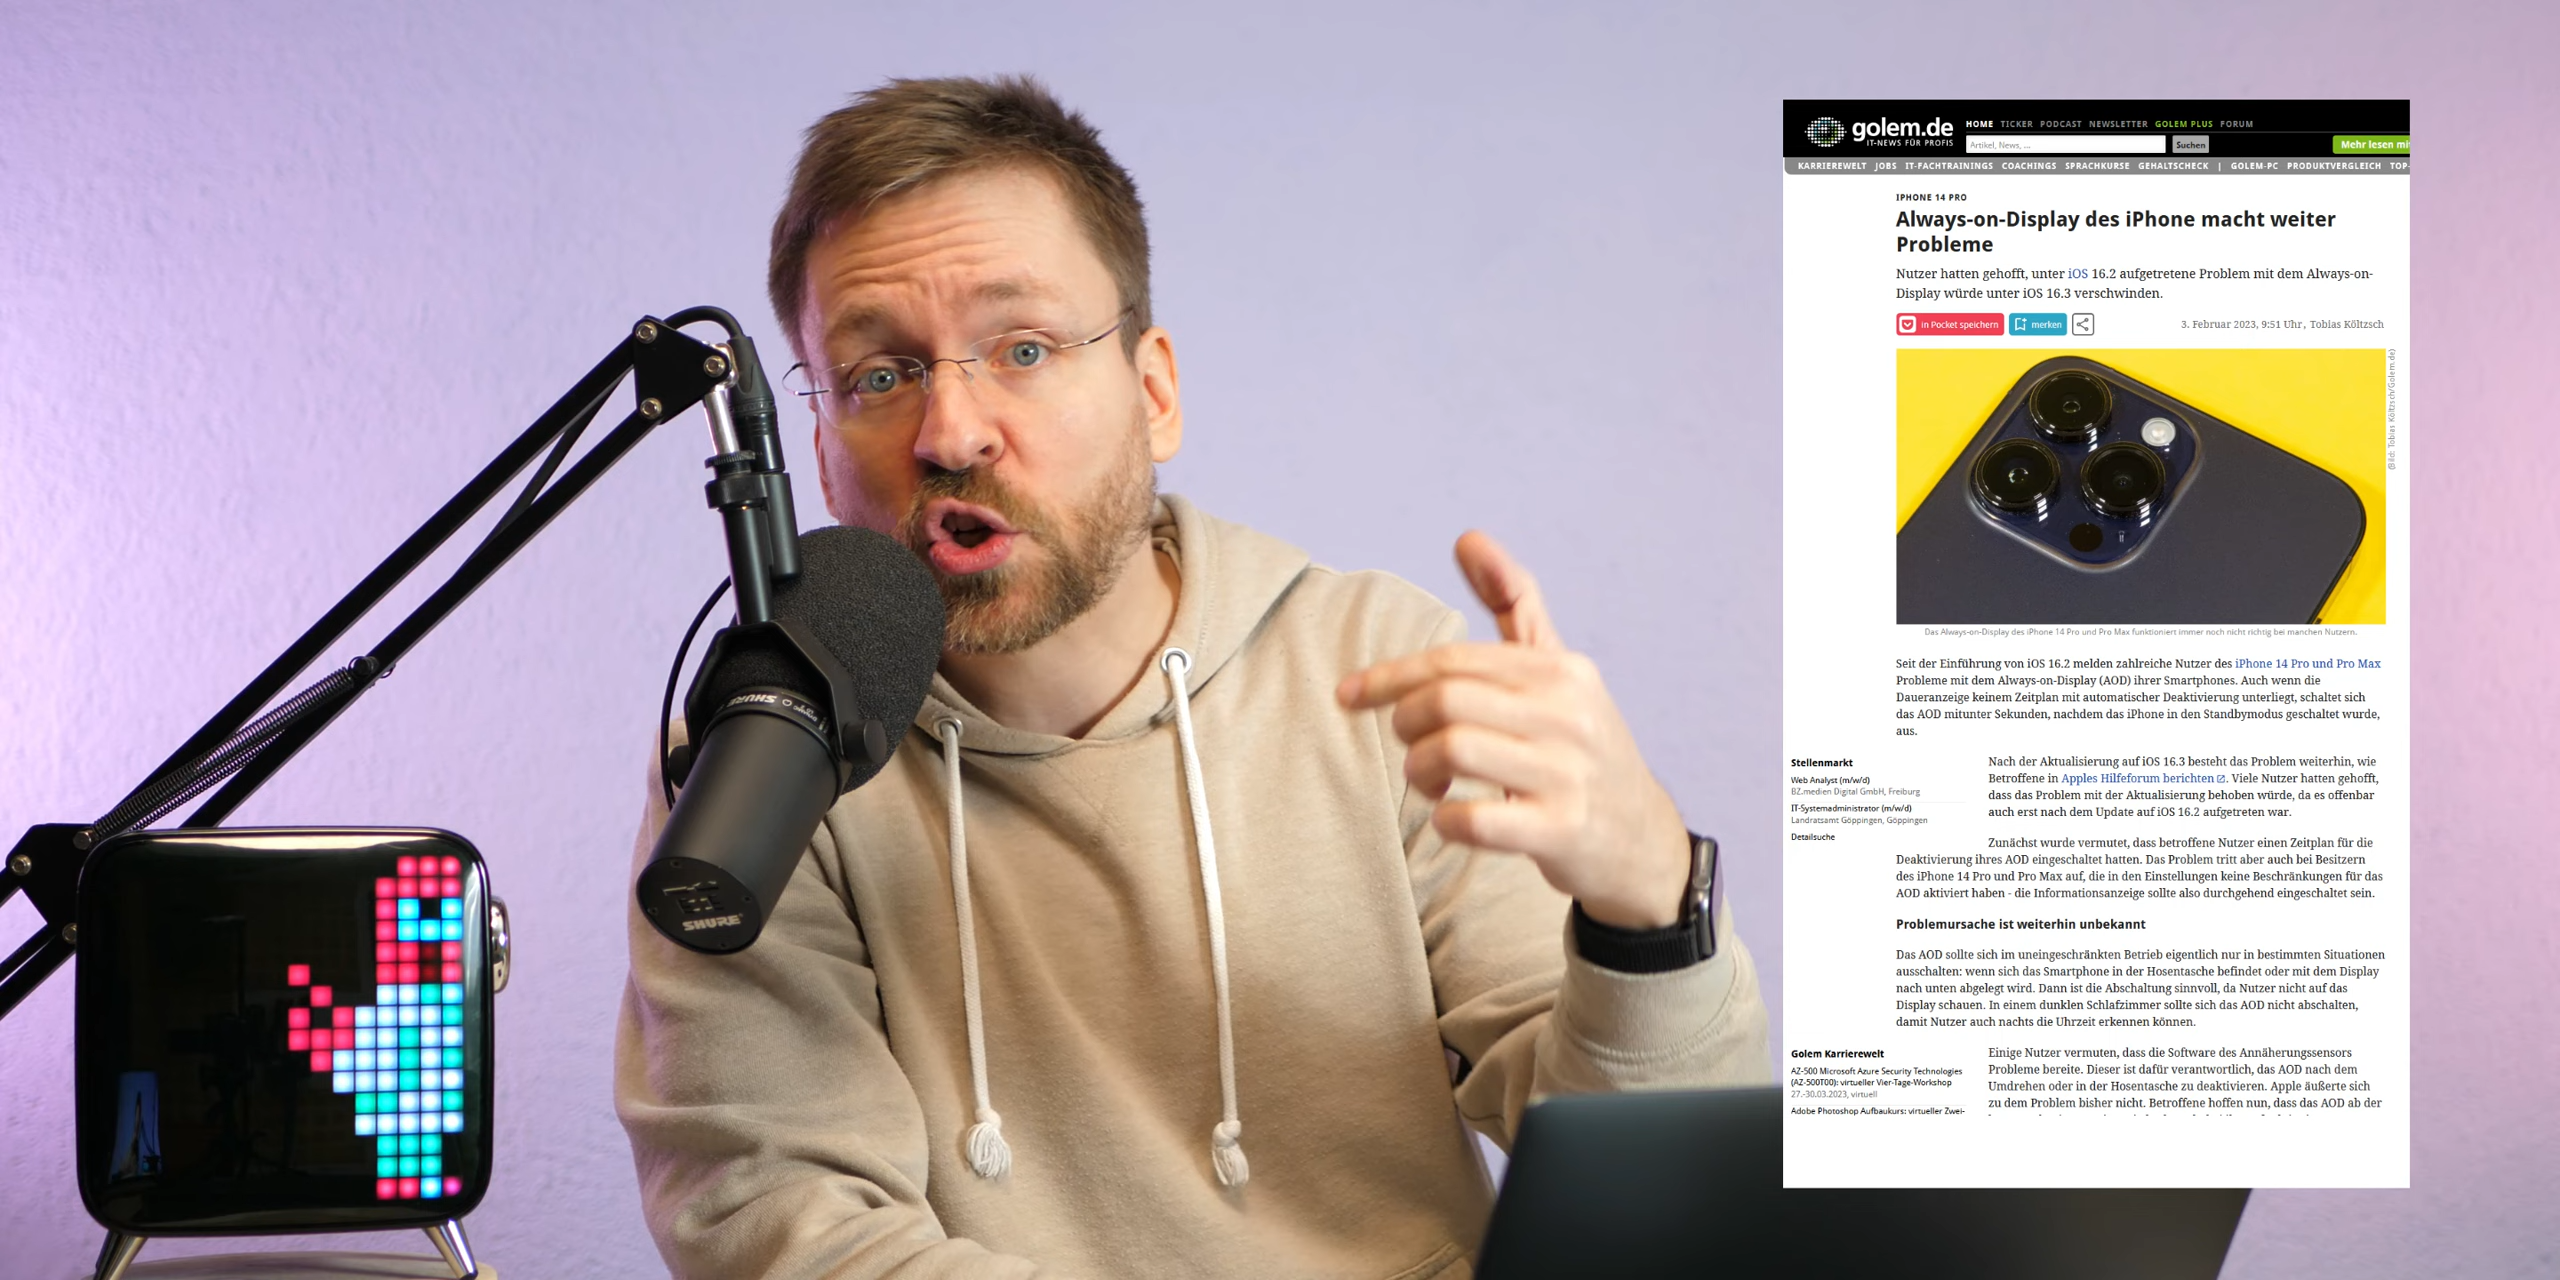 SHURE
SHURE
golem.de
IT-NEWS FÜR PROFIS
HOME TICKER PODCAST NEWSLETTER GOLEM PLUS FORUM
Artikel, News, ...
Suchen
Mehr lesen mi
KARRIEREWELT JOBS IT-FACHTRAININGS COACHINGS SPRACHKURSE GEHALTSCHECK | GOLEM-PC PRODUKTVERGLEICH TOP-
IPHONE 14 PRO
Always-on-Display des iPhone macht weiter
Probleme
Nutzer hatten gehofft, unter iOS 16.2 aufgetretene Problem mit dem Always-on-
Display würde unter iOS 16.3 verschwinden.
in Pocket speichern
merken
3. Februar 2023, 9:51 Uhr, Tobias Költzsch
(Bild: Tobias Költzsch/Golem.de)
Das Always-on-Display des iPhone 14 Pro und Pro Max funktioniert immer noch nicht richtig bei manchen Nutzern.
Seit der Einführung von iOS 16.2 melden zahlreiche Nutzer des iPhone 14 Pro und Pro Max
Probleme mit dem Always-on-Display (AOD) ihrer Smartphones. Auch wenn die
Daueranzeige keinem Zeitplan mit automatischer Deaktivierung unterliegt, schaltet sich
das AOD mitunter Sekunden, nachdem das iPhone in den Standbymodus geschaltet wurde,
aus.
Stellenmarkt
Web Analyst (m/w/d)
BZ.medien Digital GmbH, Freiburg
IT-Systemadministrator (m/w/d)
Landratsamt Göppingen, Göppingen
Detailsuche
Nach der Aktualisierung auf iOS 16.3 besteht das Problem weiterhin, wie
Betroffene in Apples Hilfeforum berichten. Viele Nutzer hatten gehofft,
dass das Problem mit der Aktualisierung behoben würde, da es offenbar
auch erst nach dem Update auf iOS 16.2 aufgetreten war.
Zunächst wurde vermutet, dass betroffene Nutzer einen Zeitplan für die
Deaktivierung ihres AOD eingeschaltet hatten. Das Problem tritt aber auch bei Besitzern
des iPhone 14 Pro und Pro Max auf, die in den Einstellungen keine Beschränkungen für das
AOD aktiviert haben - die Informationsanzeige sollte also durchgehend eingeschaltet sein.
Problemursache ist weiterhin unbekannt
Das AOD sollte sich im uneingeschränkten Betrieb eigentlich nur in bestimmten Situationen
ausschalten: wenn sich das Smartphone in der Hosentasche befindet oder mit dem Display
nach unten abgelegt wird. Dann ist die Abschaltung sinnvoll, da Nutzer nicht auf das
Display schauen. In einem dunklen Schlafzimmer sollte sich das AOD nicht abschalten,
damit Nutzer auch nachts die Uhrzeit erkennen können.
Golem Karrierewelt
AZ-500 Microsoft Azure Security Technologies
(AZ-500T00): virtueller Vier-Tage-Workshop
27.-30.03.2023, virtuell
Adobe Photoshop Aufbaukurs: virtueller Zwei-
Einige Nutzer vermuten, dass die Software des Annäherungssensors
Probleme bereite. Dieser ist dafür verantwortlich, das AOD nach dem
Umdrehen oder in der Hosentasche zu deaktivieren. Apple äußerte sich
zu dem Problem bisher nicht. Betroffene hoffen nun, dass das AOD ab der